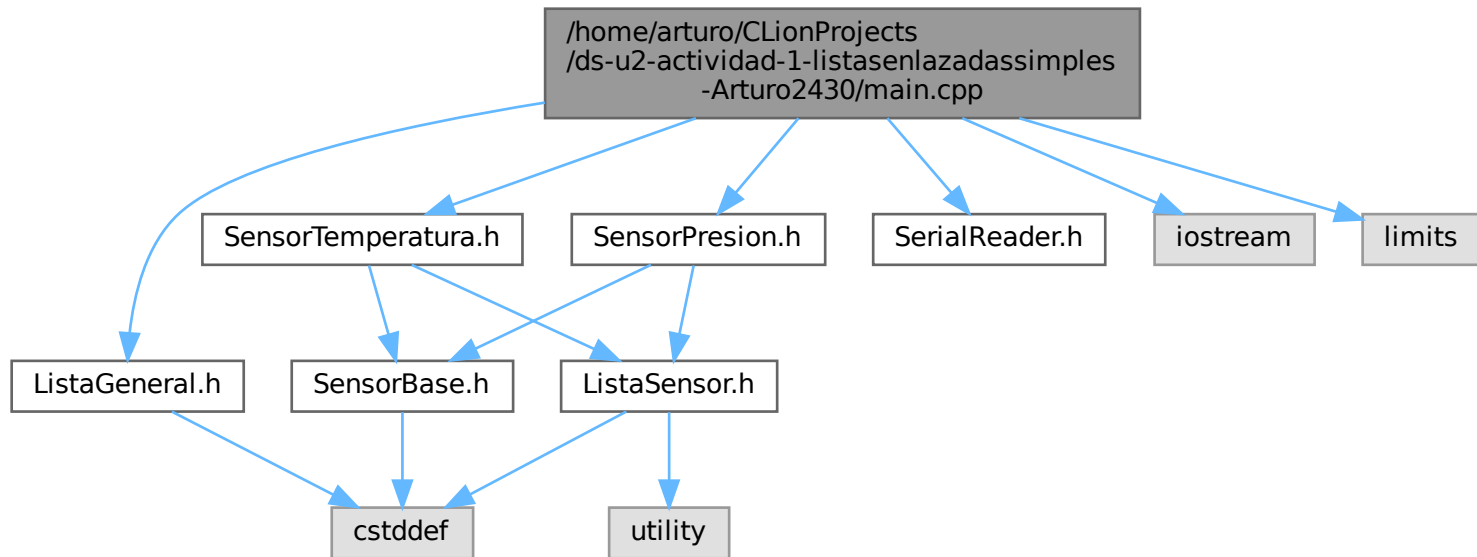 /home/arturo/CLionProjects
/ds-u2-actividad-1-listasenlazadassimples
-Arturo2430/main.cpp
SensorTemperatura.h
SensorPresion.h
SerialReader.h
iostream
limits
ListaGeneral.h
SensorBase.h
ListaSensor.h
cstddef
utility